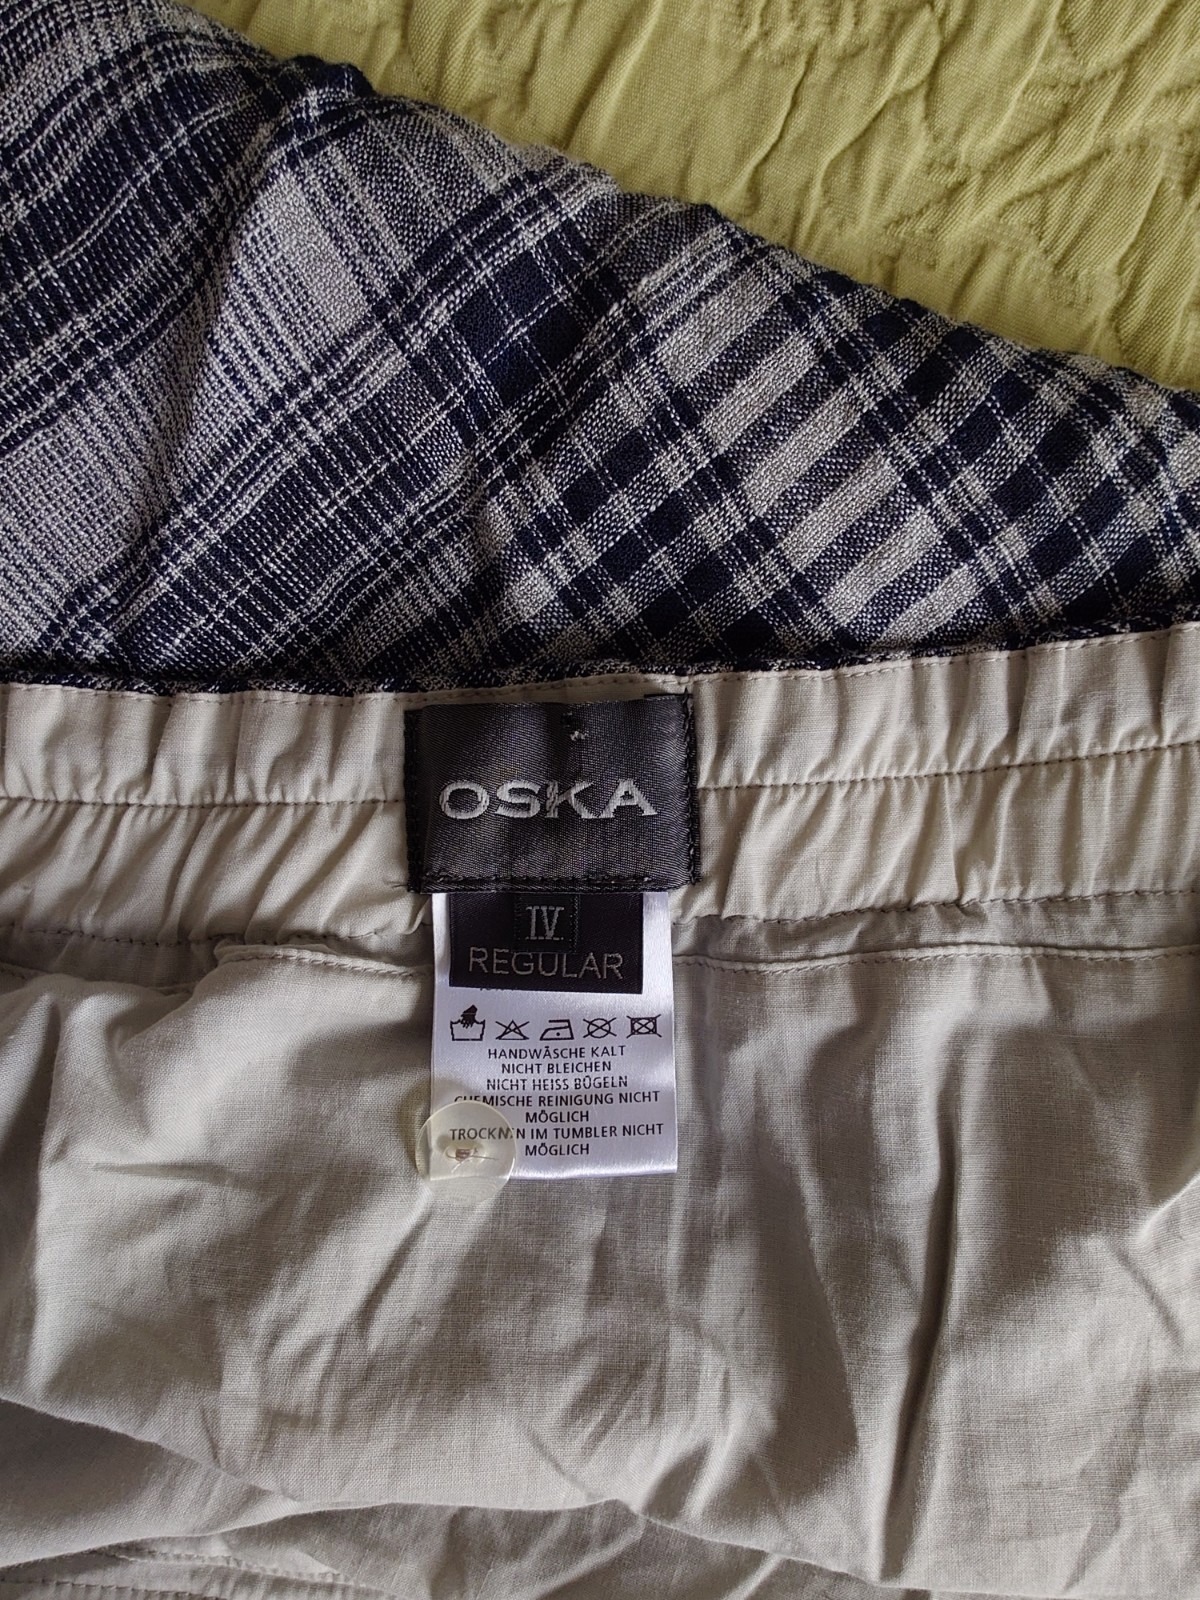 OSKA
IV
REGULAR
HANDWÄSCHE KALT
NICHT BLEICHEN
NICHT HEISS BÜGELN
CHEMISCHE REINIGUNG NICHT
MÖGLICH
TROCKNEN IM TUMBLER NICHT
MÖGLICH